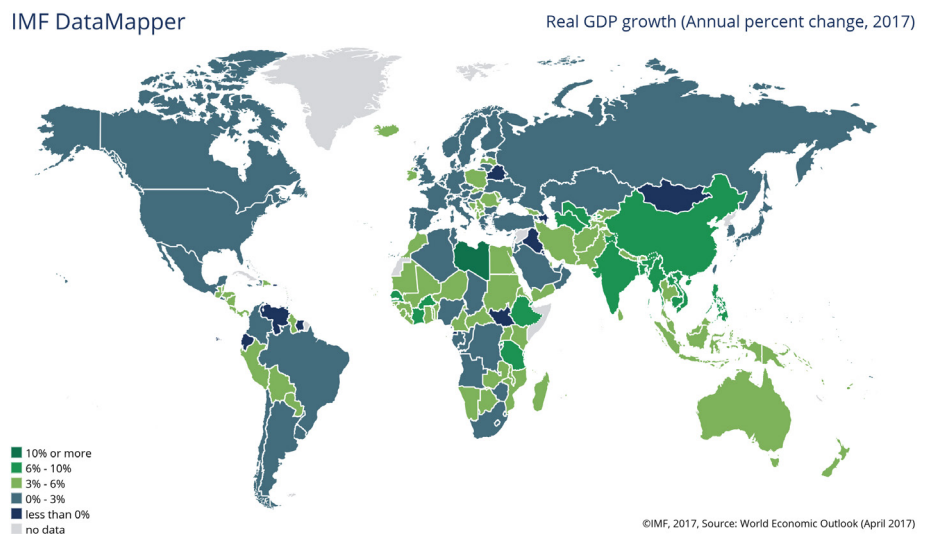 IMF DataMapper
Real GDP growth (Annual percent change, 2017)
10% or more
6% - 10%
3% - 6%
0% - 3%
less than 0%
no data
©IMF, 2017, Source: World Economic Outlook (April 2017)